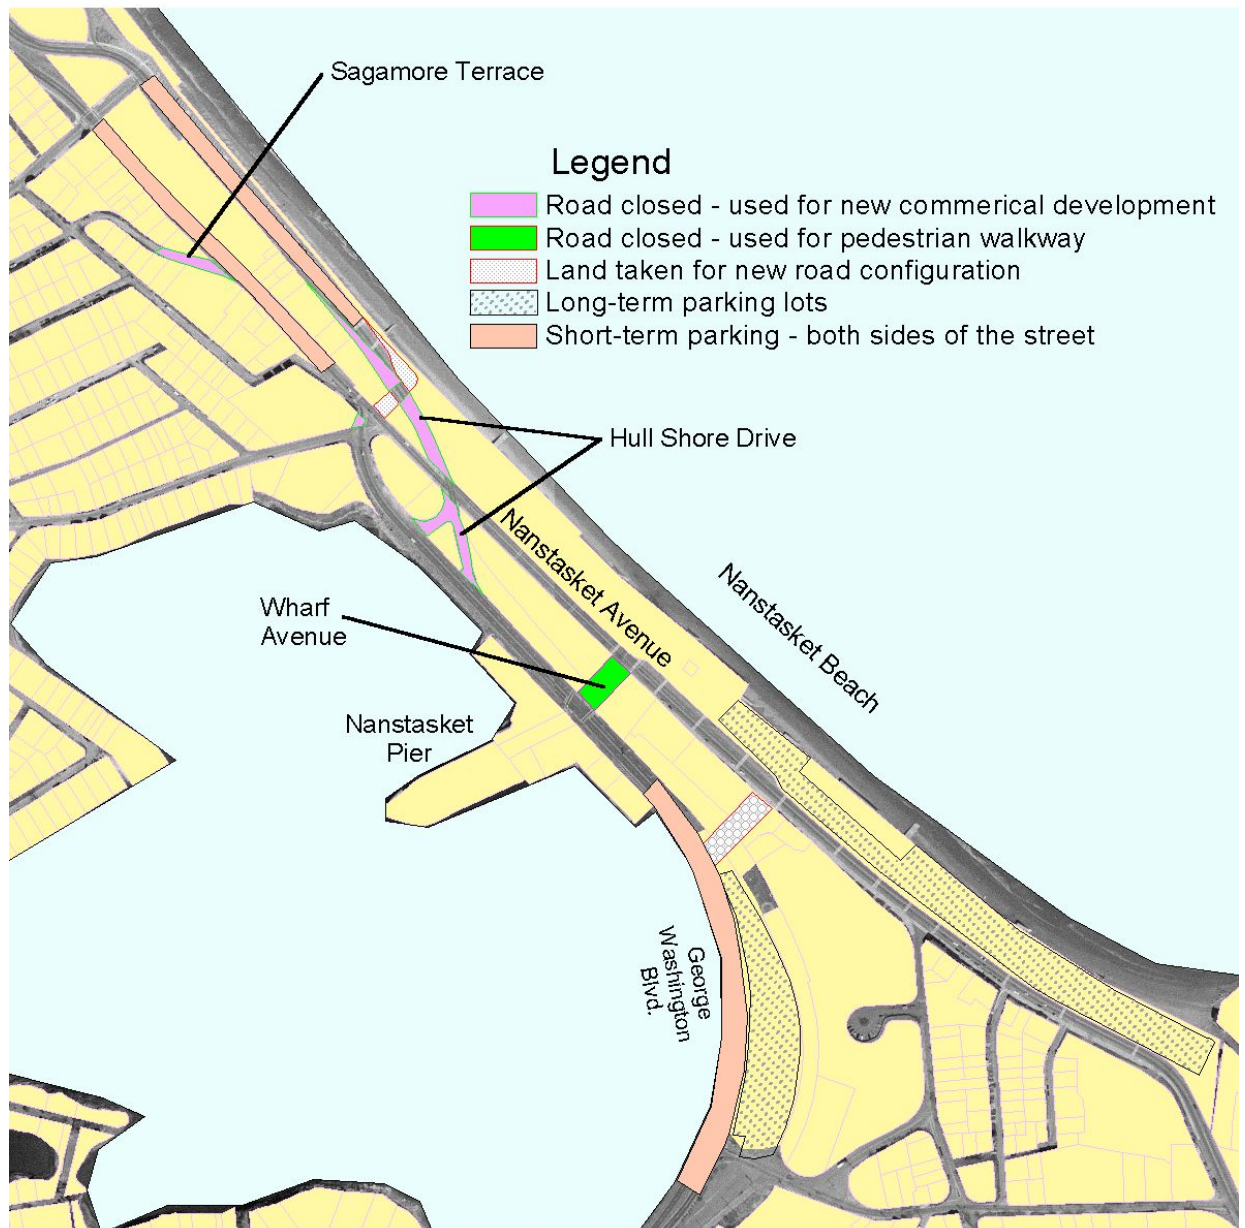 Sagamore Terrace
Legend
Road closed - used for new commerical development
Road closed - used for pedestrian walkway
Land taken for new road configuration
Long-term parking lots
Short-term parking - both sides of the street
Hull Shore Drive
Nanstasket Avenue
Nanstasket Beach
Wharf
Avenue
Nanstasket
Pier
George
Washington
Blvd.